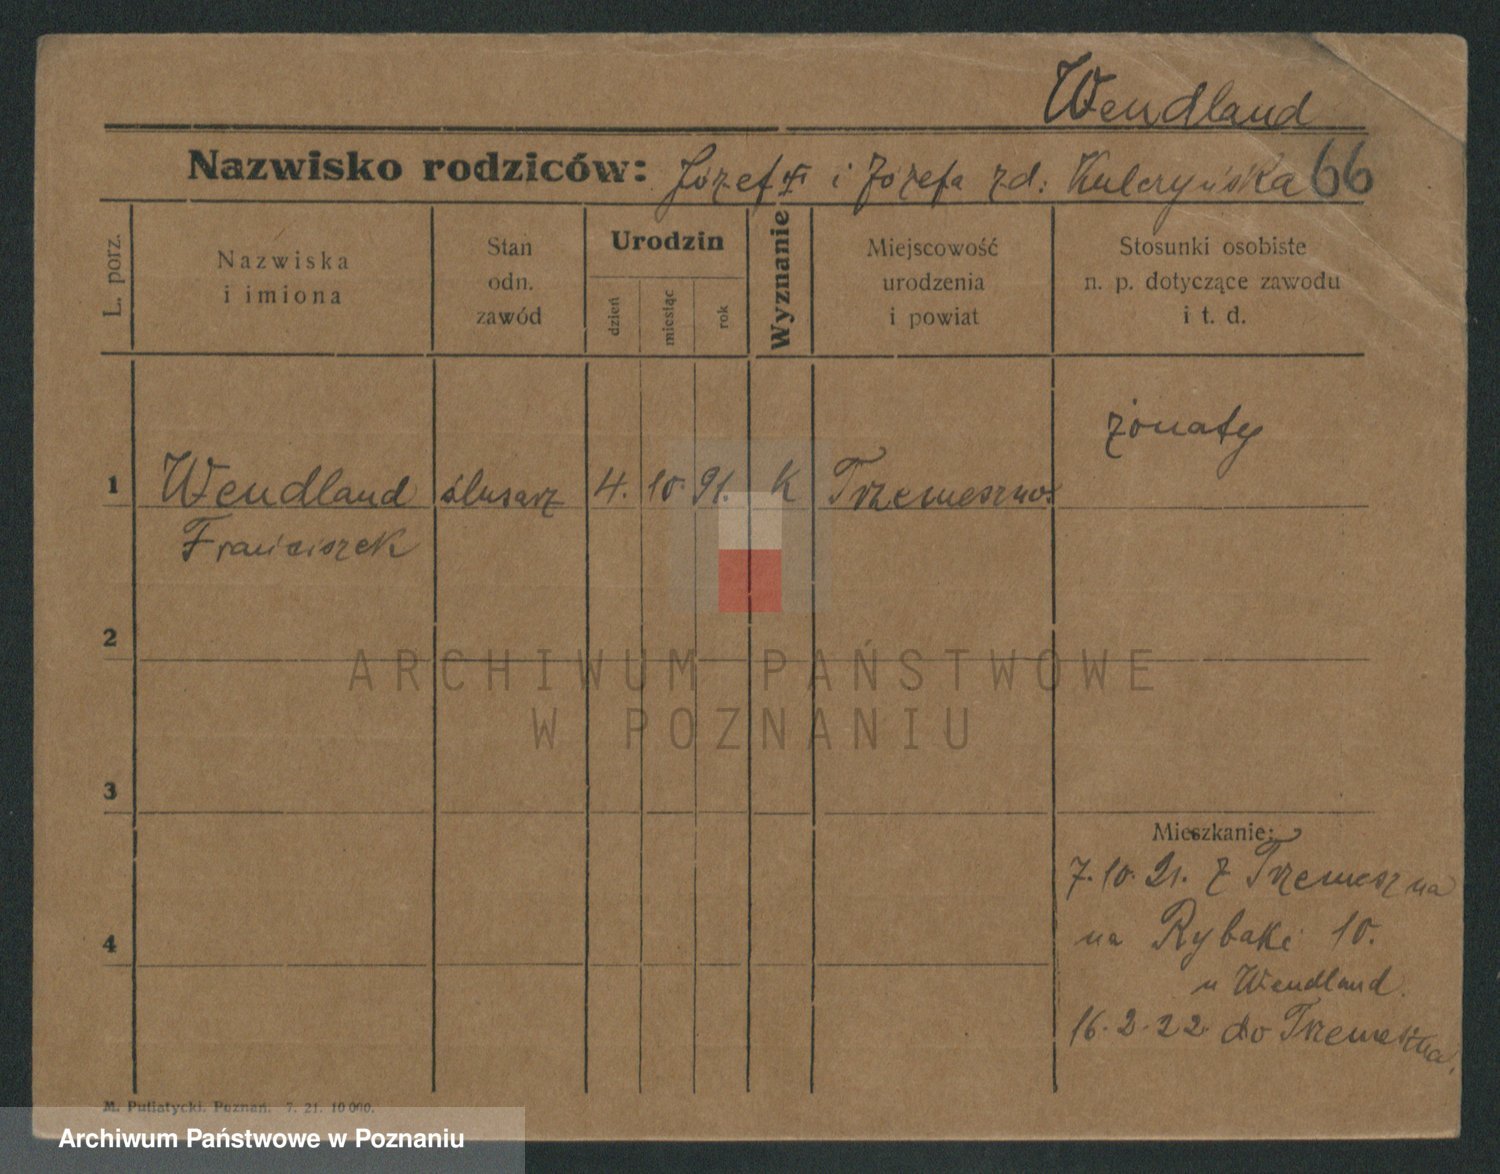 Wendland
Nazwisko rodziców: Józef † i Józefa zd: Kulczyńska 66
L. porz.
Nazwiska i imiona
Stan odn. zawód
Urodzin
dzień
miesiąc
rok
Wyznanie
Miejscowość urodzenia i powiat
Stosunki osobiste n. p. dotyczące zawodu i t. d.
żonaty
1 Wendland ślusarz 4. 10. 91. K Trzemeszno
Franciszek
2
3
Mieszkanie:
7. 10. 21. z Trzemeszna
4
na Rybaki 10.
u Wendland.
16. 2. 22 do Trzemeszna.
M. Putiatycki. Poznań. 7. 21. 10 000.
ARCHIWUM PAŃSTWOWE
W POZNANIU
Archiwum Państwowe w Poznaniu